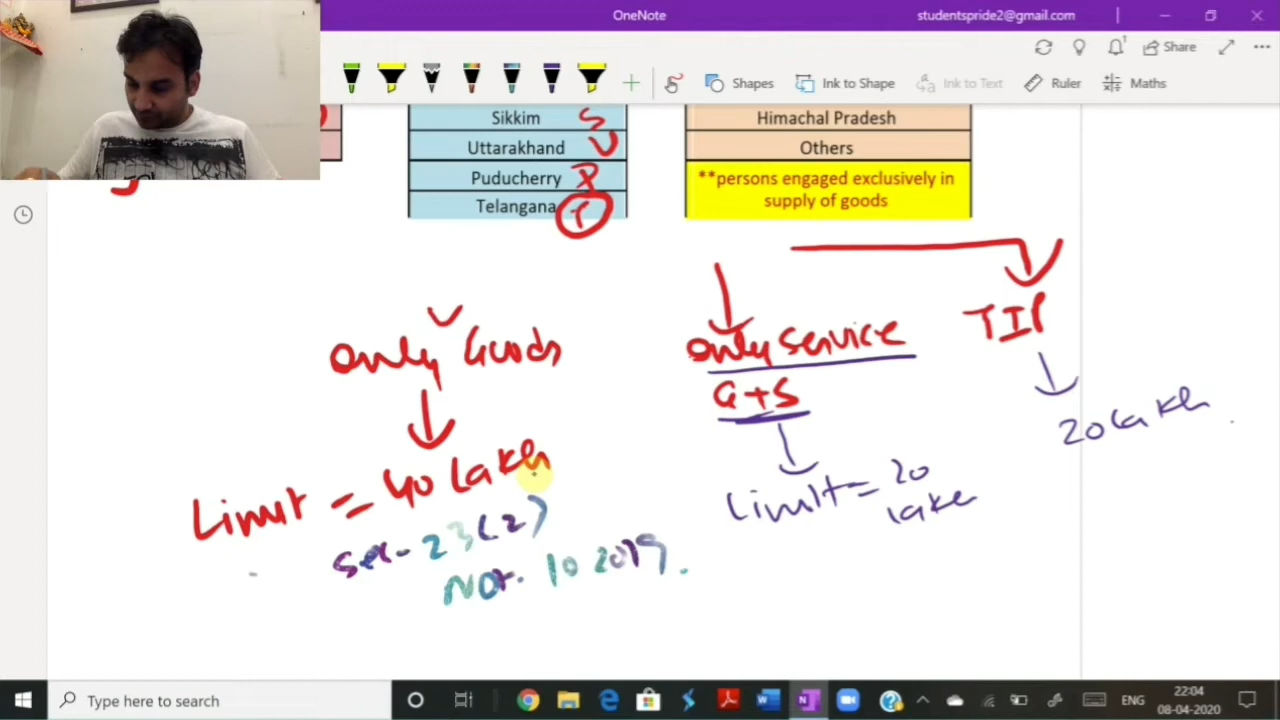 OneNote
studentspride2@gmail.com
Share
Shapes
Ink to Shape
Ink to Text
Ruler
Maths
Sikkim S
Uttarakhand U
Puducherry P
Telangana T
Himachal Pradesh
Others
**persons engaged exclusively in
supply of goods
Only Goods
Limit = 40 Lakh
Sec. 23(2)
Not. 10 2019.
Only service
G+S
Limit = 20
lakh
TIP
20 Lakh
Type here to search
ENG
22:04
08-04-2020